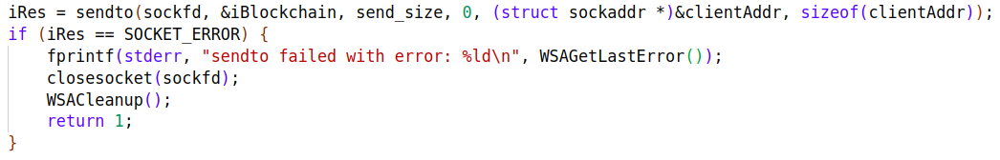 iRes = sendto(sockfd, &iBlockchain, send_size, 0, (struct sockaddr *)&clientAddr, sizeof(clientAddr));
if (iRes == SOCKET_ERROR) {
    fprintf(stderr, "sendto failed with error: %ld\n", WSAGetLastError());
    closesocket(sockfd);
    WSACleanup();
    return 1;
}